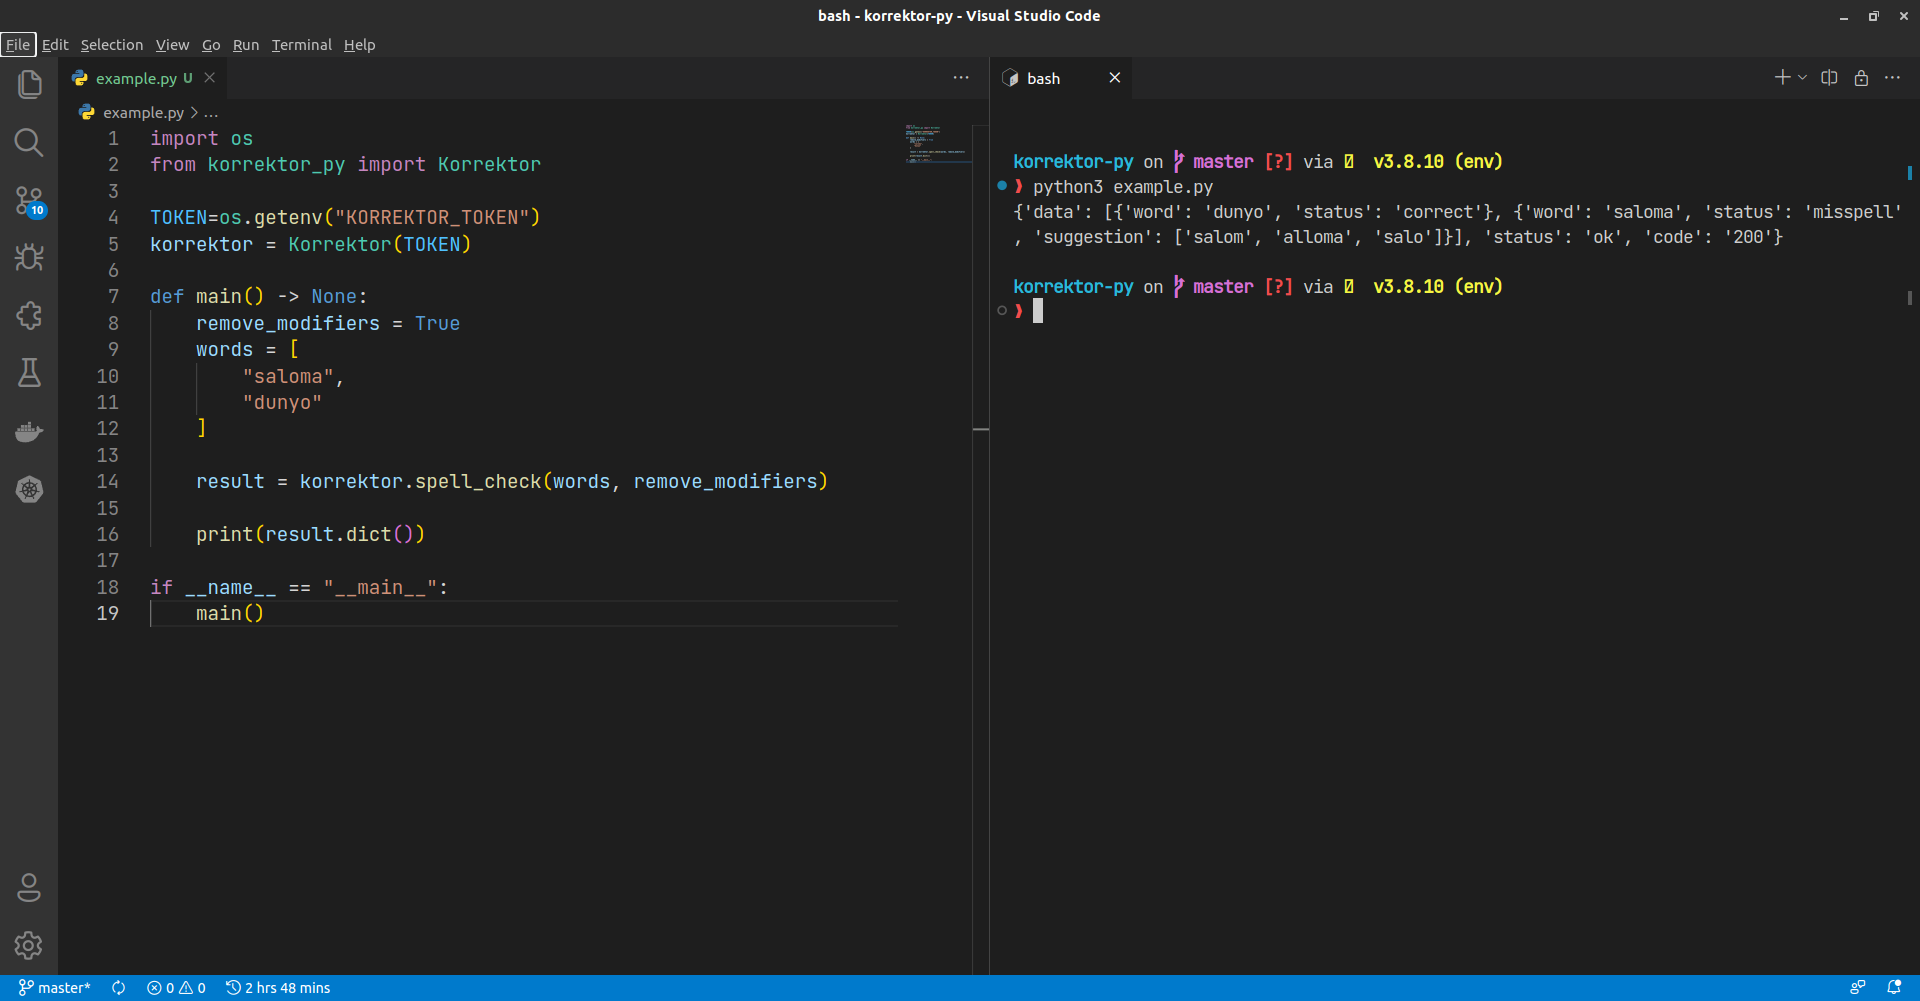 bash - korrektor-py - Visual Studio Code
File Edit Selection View Go Run Terminal Help
example.py U
example.py > ...
1 import os
2 from korrektor_py import Korrektor
3
4 TOKEN=os.getenv("KORREKTOR_TOKEN")
5 korrektor = Korrektor(TOKEN)
6
7 def main() -> None:
8     remove_modifiers = True
9     words = [
10         "saloma",
11         "dunyo"
12     ]
13
14     result = korrektor.spell_check(words, remove_modifiers)
15
16     print(result.dict())
17
18 if __name__ == "__main__":
19     main()
bash
korrektor-py on master [?] via v3.8.10 (env)
❱ python3 example.py
{'data': [{'word': 'dunyo', 'status': 'correct'}, {'word': 'saloma', 'status': 'misspell'
, 'suggestion': ['salom', 'alloma', 'salo']}], 'status': 'ok', 'code': '200'}
korrektor-py on master [?] via v3.8.10 (env)
❱
10
master* 0 0 2 hrs 48 mins